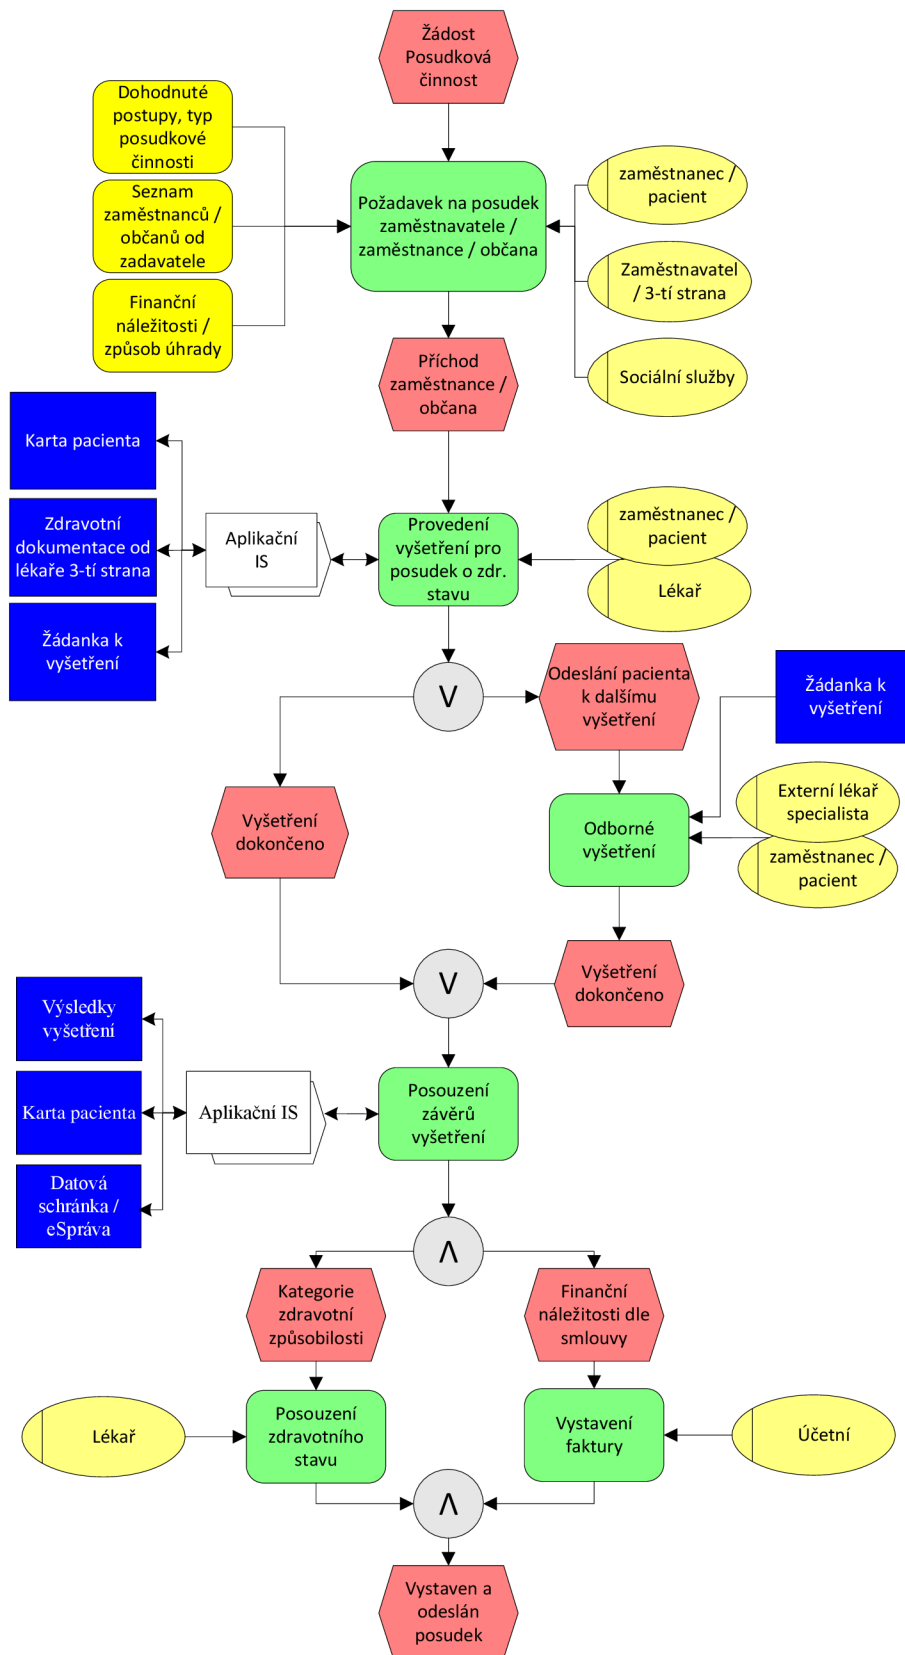 Žádost
Posudková
činnost
Dohodnuté
postupy, typ
posudkové
činnosti
Seznam
zaměstnanců /
občanů od
zadavatele
Finanční
náležitosti /
způsob úhrady
Požadavek na posudek
zaměstnavatele /
zaměstnance / občana
zaměstnanec /
pacient
Zaměstnavatel
/ 3-tí strana
Sociální služby
Příchod
zaměstnance /
občana
Karta pacienta
Zdravotní
dokumentace od
lékaře 3-tí strana
Žádanka k
vyšetření
Aplikační
IS
Provedení
vyšetření pro
posudek o zdr.
stavu
zaměstnanec /
pacient
Lékař
V
Odeslání pacienta
k dalšímu
vyšetření
Žádanka k
vyšetření
Vyšetření
dokončeno
Odborné
vyšetření
Externí lékař
specialista
zaměstnanec /
pacient
V
Vyšetření
dokončeno
Výsledky
vyšetření
Karta pacienta
Datová
schránka /
eSpráva
Aplikační IS
Posouzení
závěrů
vyšetření
Λ
Kategorie
zdravotní
způsobilosti
Finanční
náležitosti dle
smlouvy
Lékař
Posouzení
zdravotního
stavu
Vystavení
faktury
Účetní
Λ
Vystaven a
odeslán
posudek